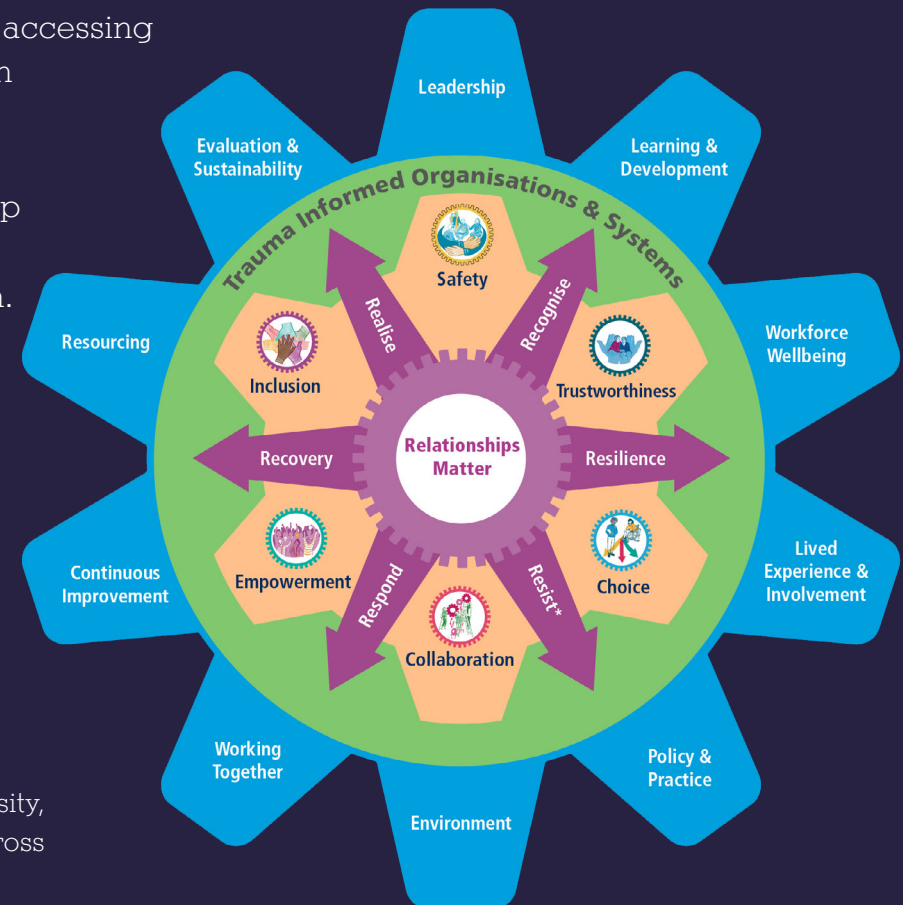 accessing
p
.
Leadership
Evaluation &
Sustainability
Learning &
Development
Trauma Informed Organisations & Systems
Safety
Realise
Recognise
Resourcing
Workforce
Wellbeing
Inclusion
Trustworthiness
Relationships
Matter
Recovery
Resilience
Continuous
Improvement
Lived
Experience &
Involvement
Empowerment
Choice
Respond
Resist*
Collaboration
Working
Together
Policy &
Practice
Environment
sity,
ross